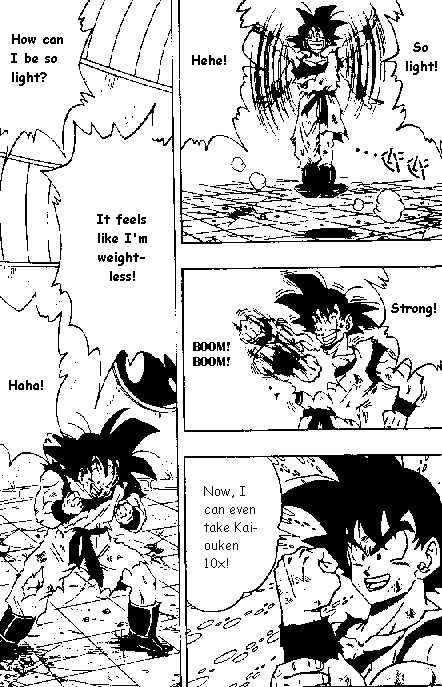 How can
I be so
light?
It feels
like I'm
weight-
less!
Haha!
Hehe!
So
light!
BOOM!
BOOM!
Strong!
Now, I
can even
take Kai-
ouken
10x!